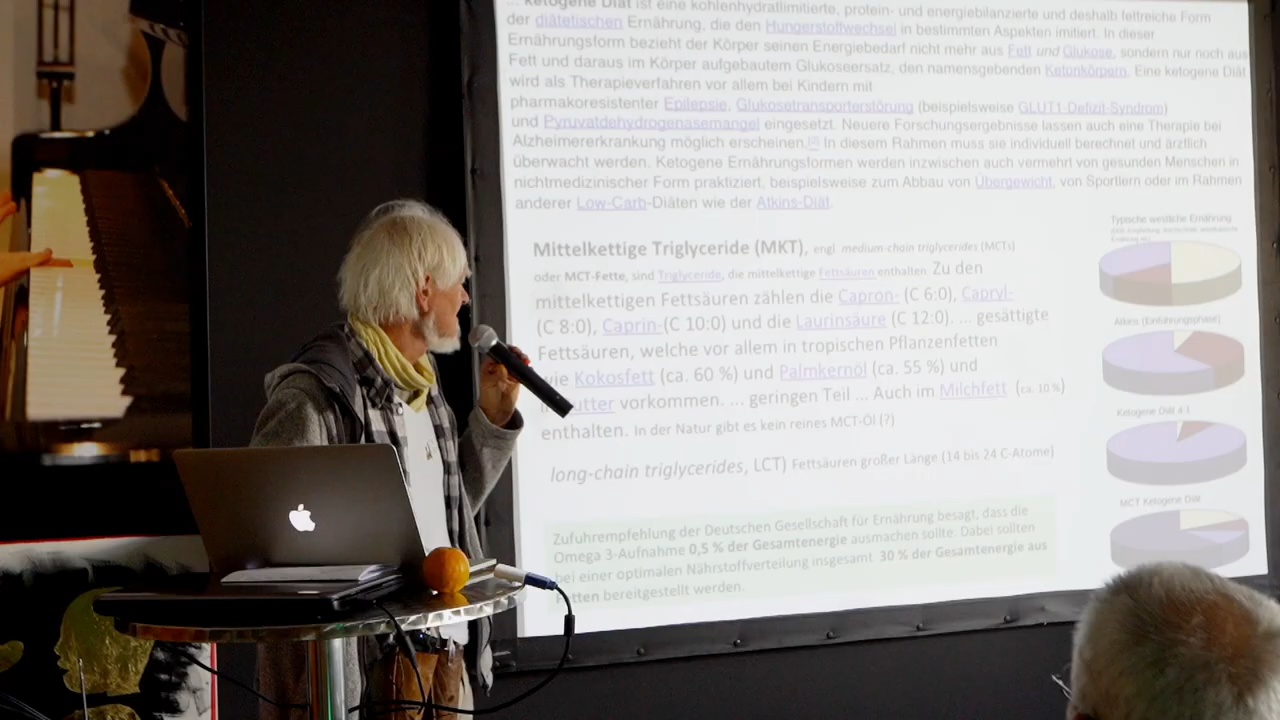 ... ketogene Diät ist eine kohlenhydratlimitierte, protein- und energiebilanzierte und deshalb fettreiche Form
der diätetischen Ernährung, die den Hungerstoffwechsel in bestimmten Aspekten imitiert. In dieser
Ernährungsform bezieht der Körper seinen Energiebedarf nicht mehr aus Fett und Glukose, sondern nur noch aus
Fett und daraus im Körper aufgebautem Glukoseersatz, den namensgebenden Ketonkörpern. Eine ketogene Diät
wird als Therapieverfahren vor allem bei Kindern mit
pharmakoresistenter Epilepsie, Glukosetransporterstörung (beispielsweise GLUT1-Defizit-Syndrom)
und Pyruvatdehydrogenasemangel eingesetzt. Neuere Forschungsergebnisse lassen auch eine Therapie bei
Alzheimererkrankung möglich erscheinen.[2] In diesem Rahmen muss sie individuell berechnet und ärztlich
überwacht werden. Ketogene Ernährungsformen werden inzwischen auch vermehrt von gesunden Menschen in
nichtmedizinischer Form praktiziert, beispielsweise zum Abbau von Übergewicht, von Sportlern oder im Rahmen
anderer Low-Carb-Diäten wie der Atkins-Diät.
Mittelkettige Triglyceride (MKT), engl. medium-chain triglycerides (MCTs)
oder MCT-Fette, sind Triglyceride, die mittelkettige Fettsäuren enthalten Zu den
mittelkettigen Fettsäuren zählen die Capron- (C 6:0), Capryl-
(C 8:0), Caprin-(C 10:0) und die Laurinsäure (C 12:0). ... gesättigte
Fettsäuren, welche vor allem in tropischen Pflanzenfetten
wie Kokosfett (ca. 60 %) und Palmkernöl (ca. 55 %) und
utter vorkommen. ... geringen Teil ... Auch im Milchfett (ca. 10 %)
enthalten. In der Natur gibt es kein reines MCT-Öl (?)
long-chain triglycerides, LCT) Fettsäuren großer Länge (14 bis 24 C-Atome)
Zufuhrempfehlung der Deutschen Gesellschaft für Ernährung besagt, dass die
Omega 3-Aufnahme 0,5 % der Gesamtenergie ausmachen sollte. Dabei sollten
bei einer optimalen Nährstoffverteilung insgesamt 30 % der Gesamtenergie aus
Fetten bereitgestellt werden.
Typische westliche Ernährung
Atkins (Einführungsphase)
Ketogene Diät 4:1
MCT Ketogene Diät